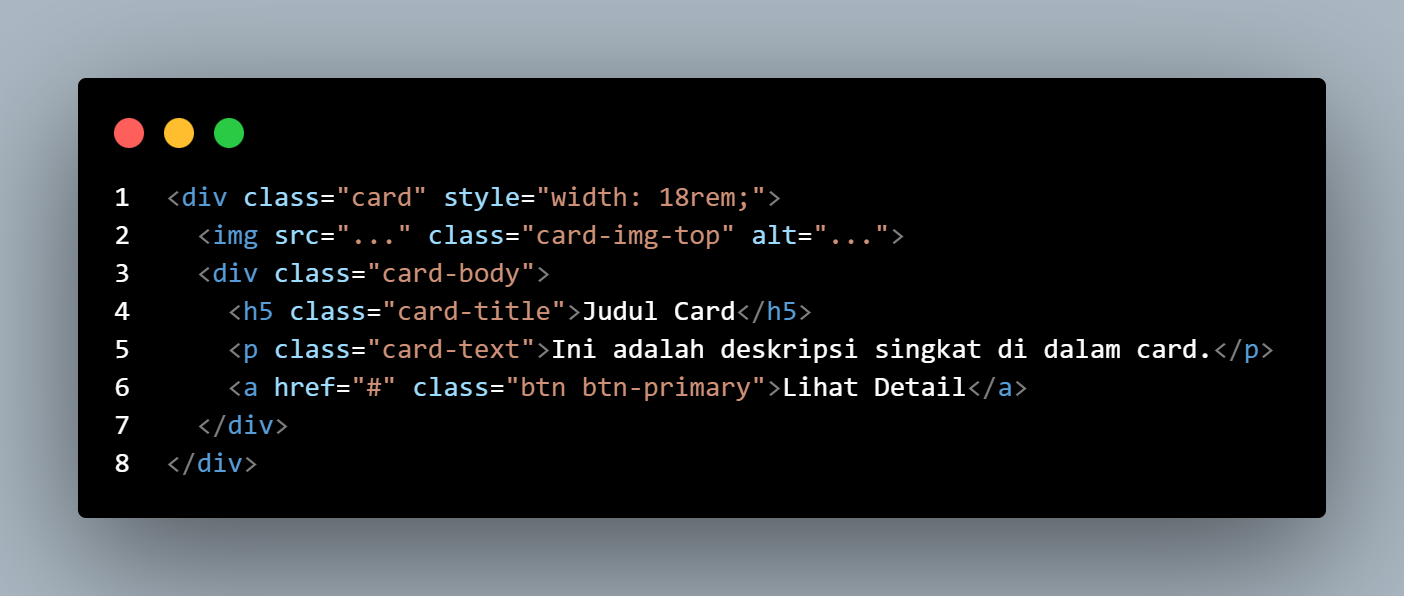 1 <div class="card" style="width: 18rem;">
2   <img src="..." class="card-img-top" alt="...">
3   <div class="card-body">
4     <h5 class="card-title">Judul Card</h5>
5     <p class="card-text">Ini adalah deskripsi singkat di dalam card.</p>
6     <a href="#" class="btn btn-primary">Lihat Detail</a>
7   </div>
8 </div>